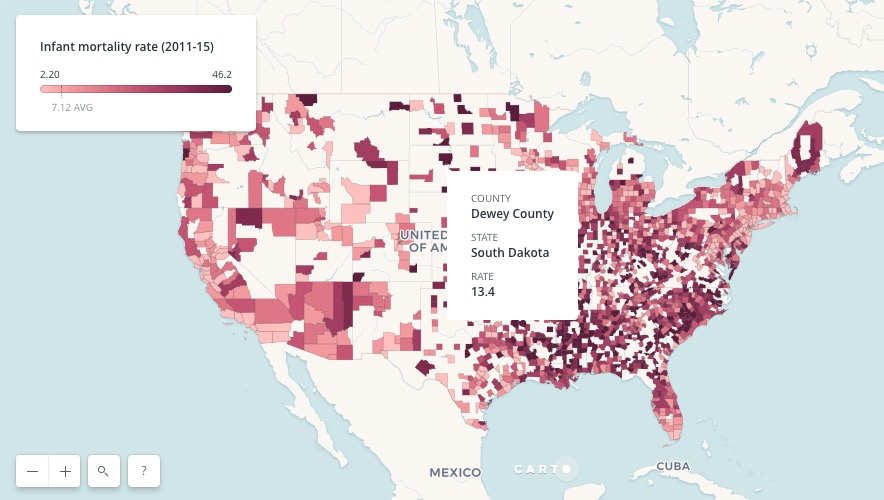 Infant mortality rate (2011-15)
2.20 46.2
7.12 AVG
COUNTY
Dewey County
STATE
South Dakota
RATE
13.4
UNITED
OF AM
MEXICO
CARTO
CUBA
− + ?